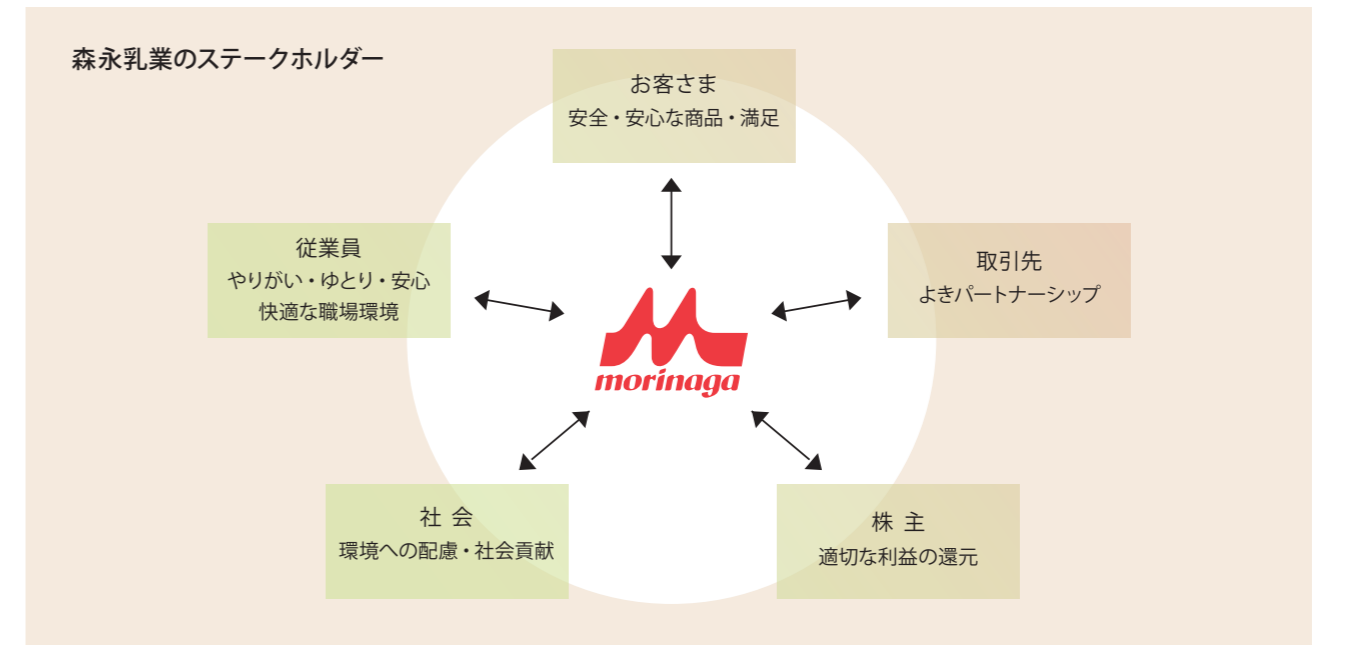 森永乳業のステークホルダー
お客さま
安全・安心な商品・満足
従業員
やりがい・ゆとり・安心
快適な職場環境
取引先
よきパートナーシップ
morinaga
社 会
環境への配慮・社会貢献
株 主
適切な利益の還元